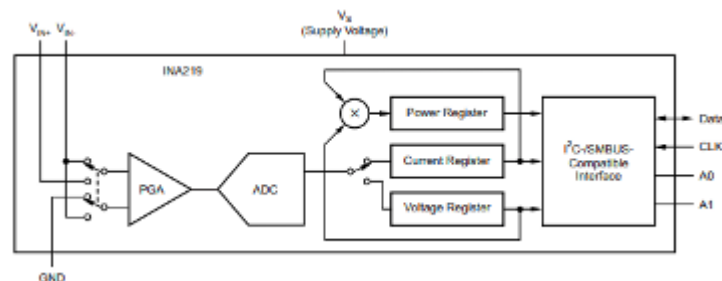 VIN+ VIN-
VS
(Supply Voltage)
INA219
×
Power Register
Data
CLK
PGA
ADC
Current Register
I²C-/SMBUS-
Compatible
Interface
A0
Voltage Register
A1
GND